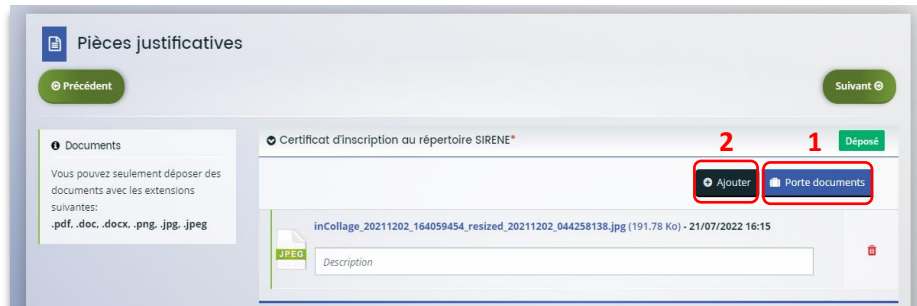 Pièces justificatives
Précédent
Suivant
Documents
Vous pouvez seulement déposer des
documents avec les extensions
suivantes:
.pdf, .doc, .docx, .png, .jpg, .jpeg
Certificat d'inscription au répertoire SIRENE*
2
1
Déposé
Ajouter
Porte documents
inCollage_20211202_164059454_resized_20211202_044258138.jpg (191.78 Ko) - 21/07/2022 16:15
JPEG
Description